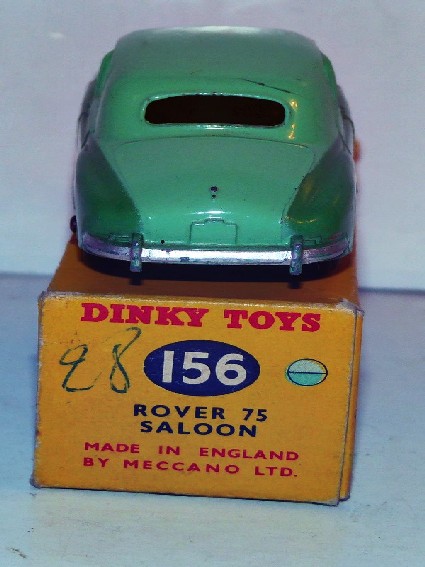 DINKY TOYS
28 156
ROVER 75
SALOON
MADE IN ENGLAND
BY MECCANO LTD.